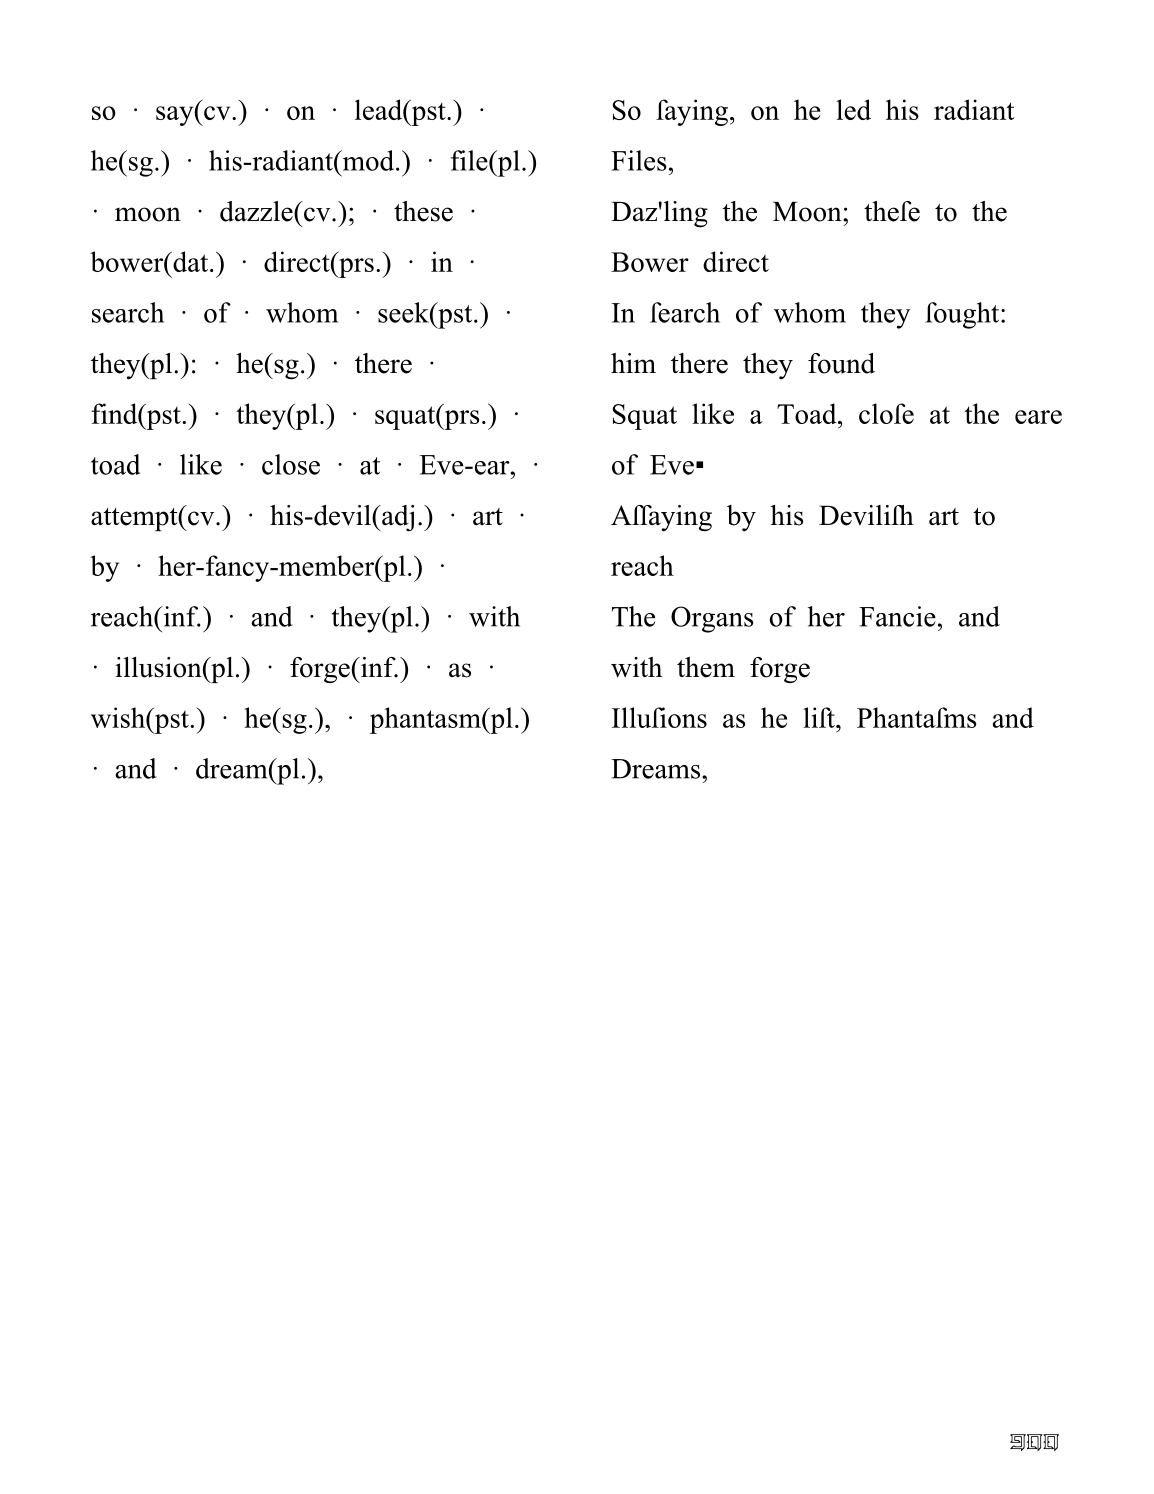 so · say(cv.) · on · lead(pst.) ·
he(sg.) · his-radiant(mod.) · file(pl.)
· moon · dazzle(cv.); · these ·
bower(dat.) · direct(prs.) · in ·
search · of · whom · seek(pst.) ·
they(pl.): · he(sg.) · there ·
find(pst.) · they(pl.) · squat(prs.) ·
toad · like · close · at · Eve-ear, ·
attempt(cv.) · his-devil(adj.) · art ·
by · her-fancy-member(pl.) ·
reach(inf.) · and · they(pl.) · with
· illusion(pl.) · forge(inf.) · as ·
wish(pst.) · he(sg.), · phantasm(pl.)
· and · dream(pl.),
So ſaying, on he led his radiant
Files,
Daz'ling the Moon; theſe to the
Bower direct
In ſearch of whom they ſought:
him there they found
Squat like a Toad, cloſe at the eare
of Eve▪
Aſſaying by his Deviliſh art to
reach
The Organs of her Fancie, and
with them forge
Illuſions as he liſt, Phantaſms and
Dreams,
900